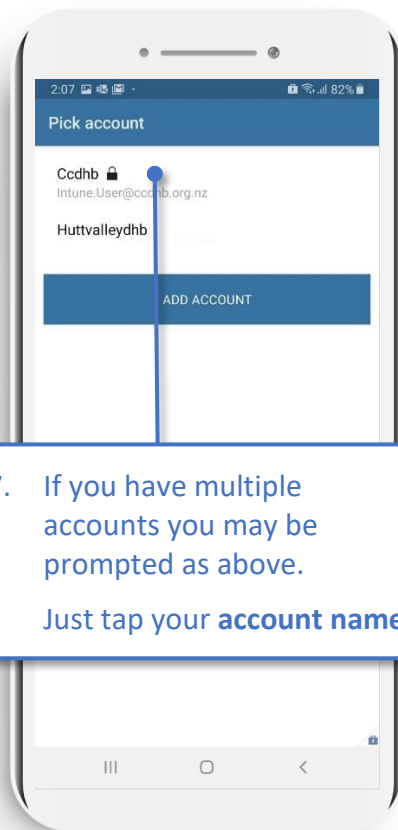 2:07 82%
Pick account
Ccdhb
Intune.User@ccdhb.org.nz
Huttvalleydhb
ADD ACCOUNT
7. If you have multiple
accounts you may be
prompted as above.
Just tap your account name